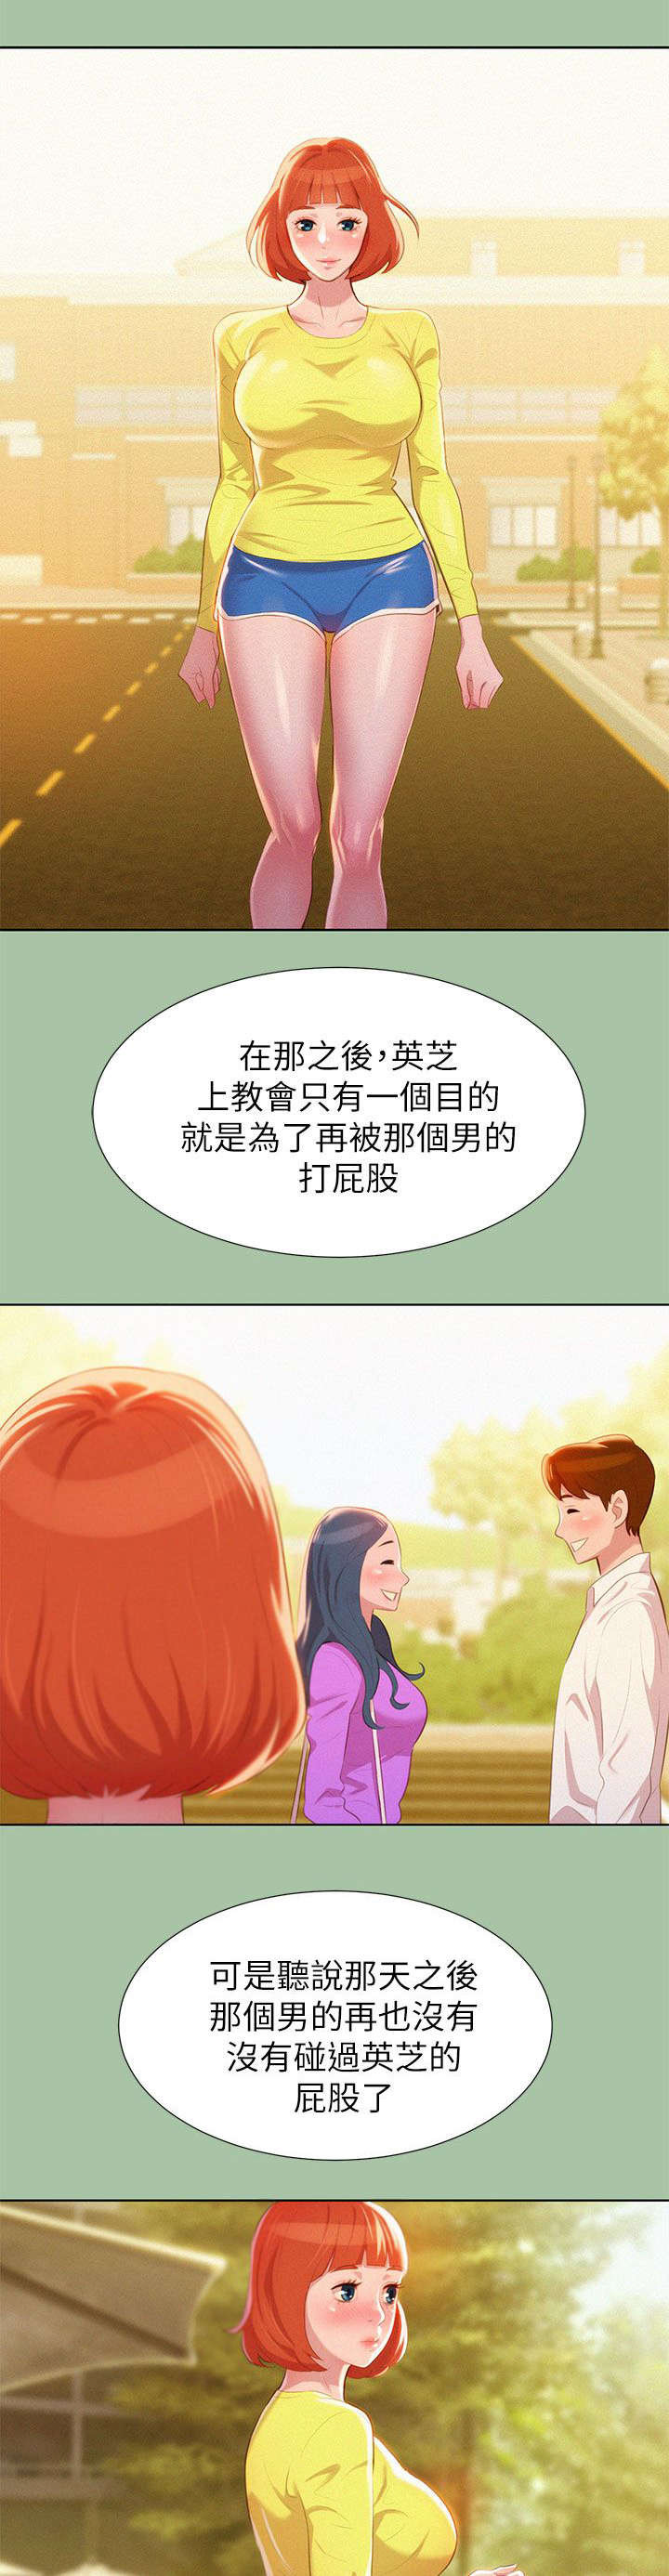 在那之後，英芝
上教會只有一個目的
就是為了再被那個男的
打屁股
可是聽說那天之後
那個男的再也沒有
沒有碰過英芝的
屁股了